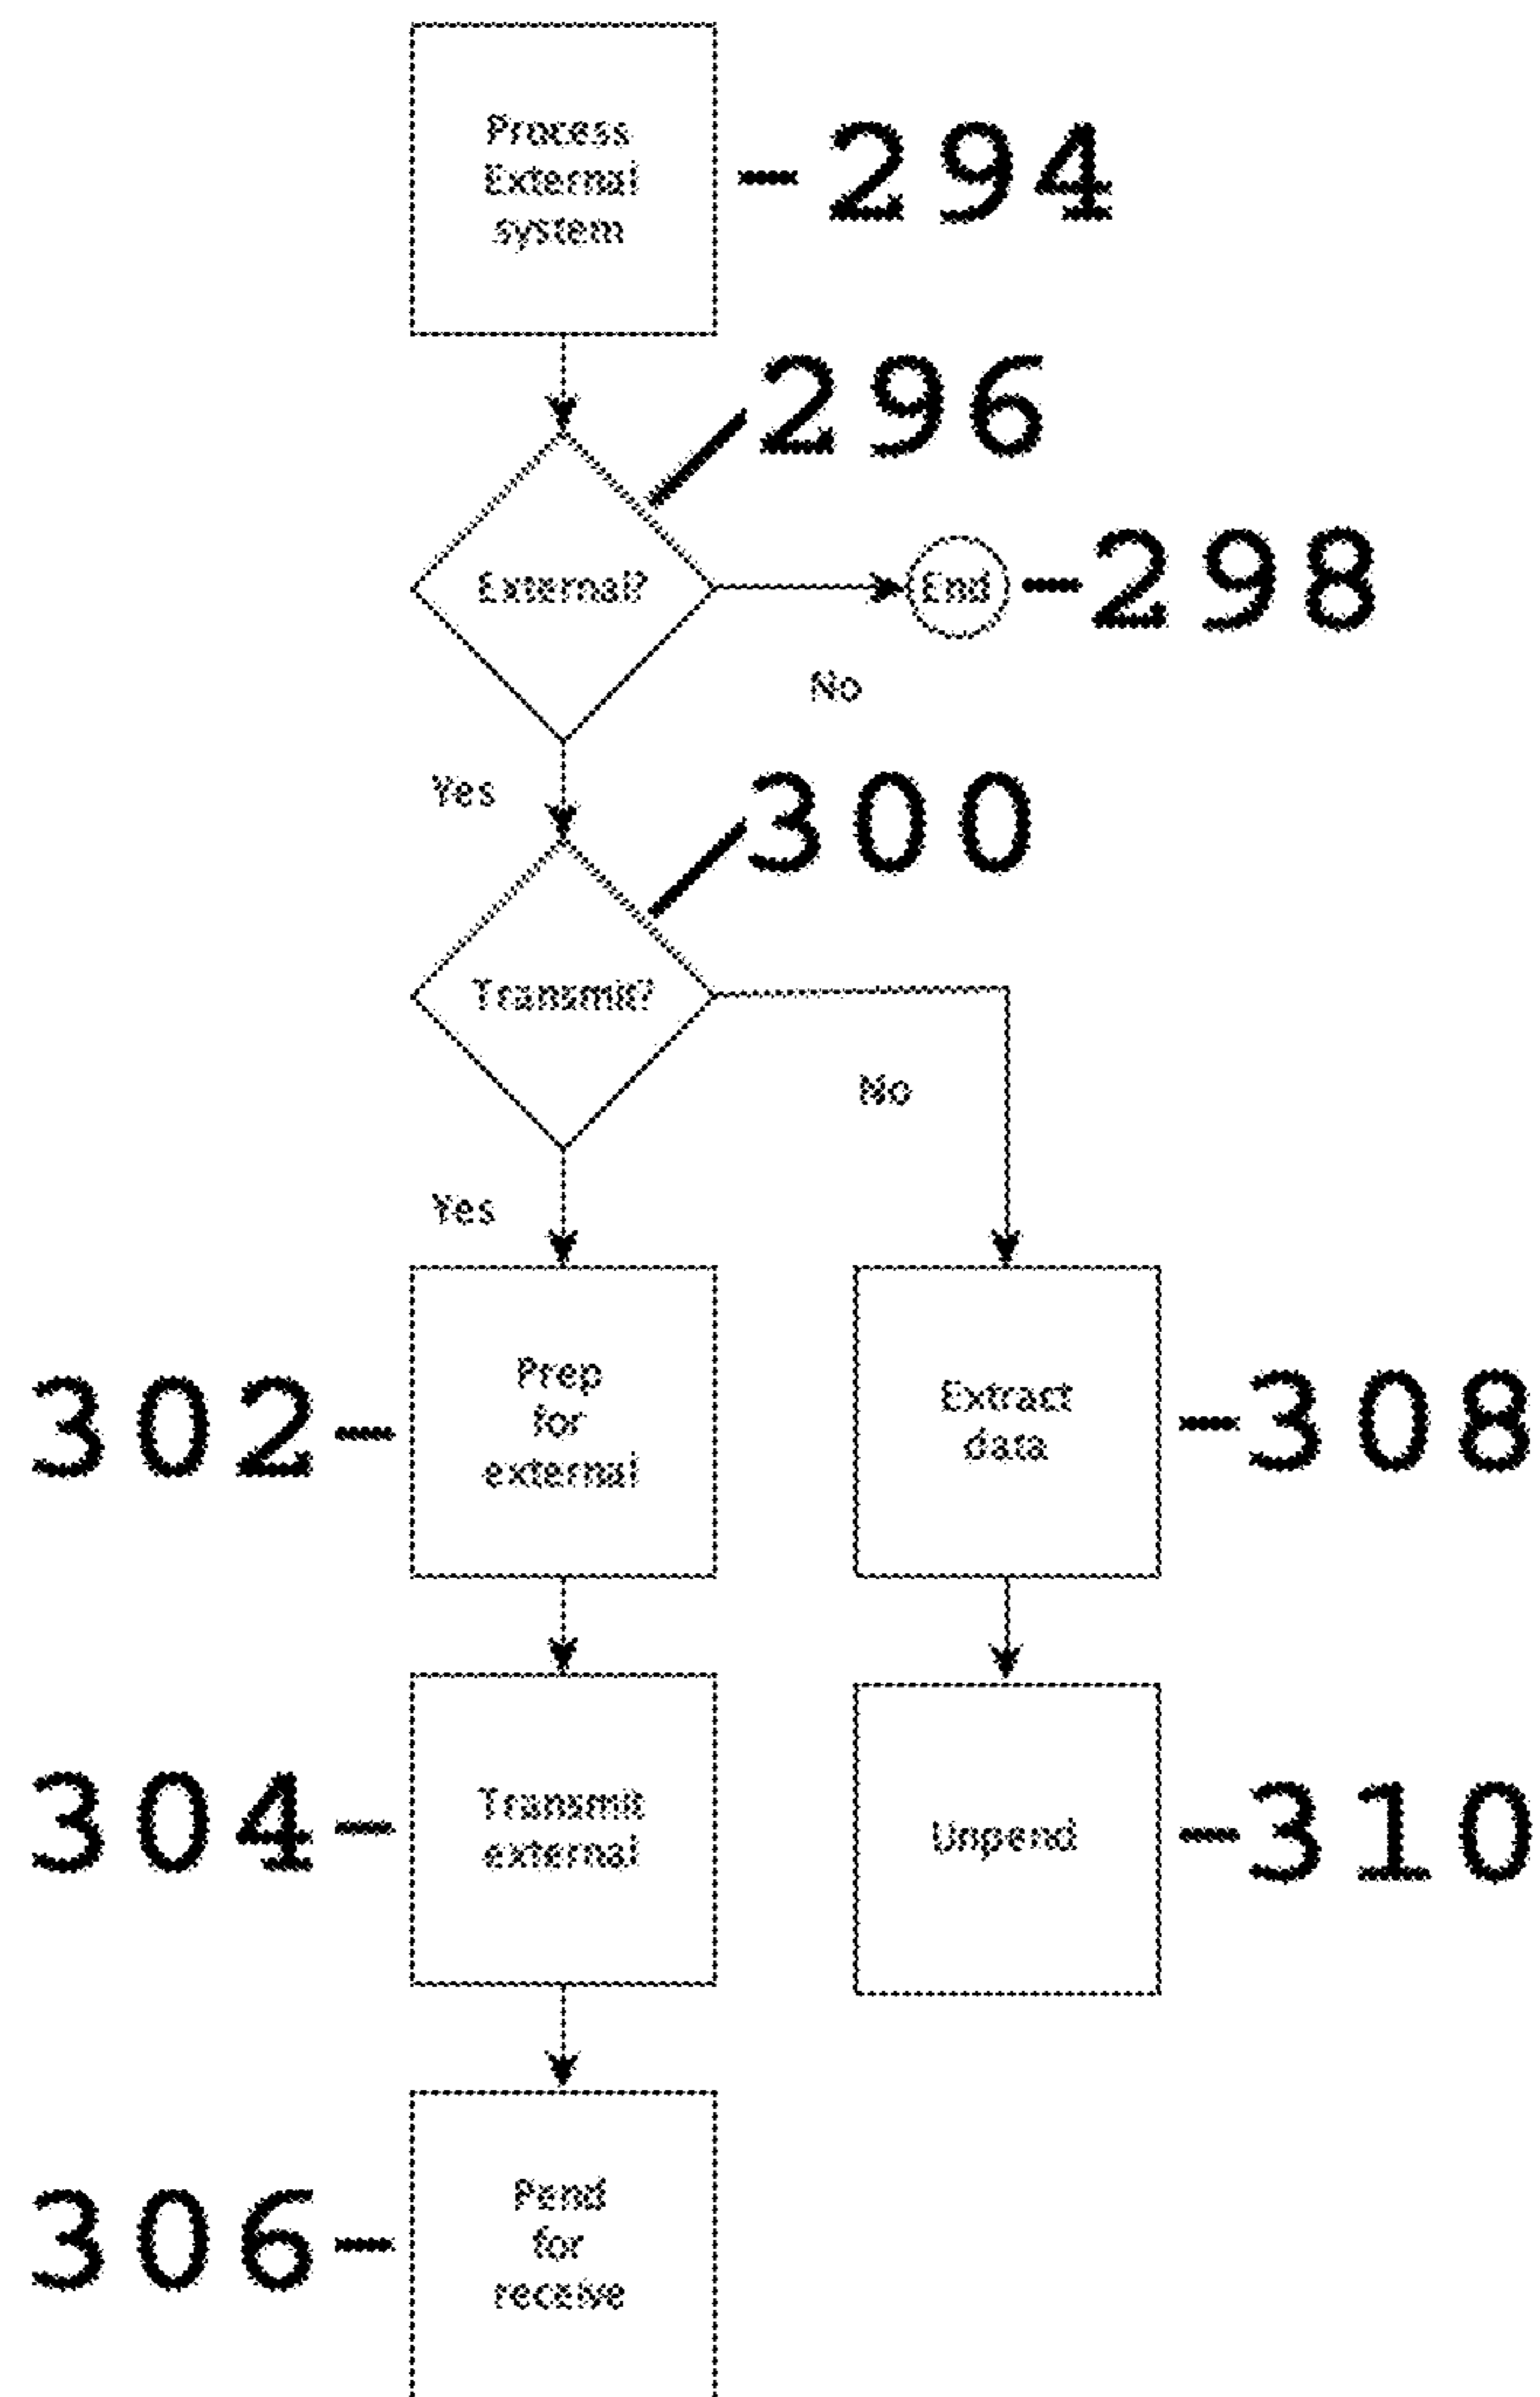 Process
External
system
-294
296
External?
End
-298
No
Yes
300
Transmit?
No
Yes
302-
Prep
for
external
Extract
data
-308
304-
Transmit
external
Unpend
-310
306-
Pend
for
receive